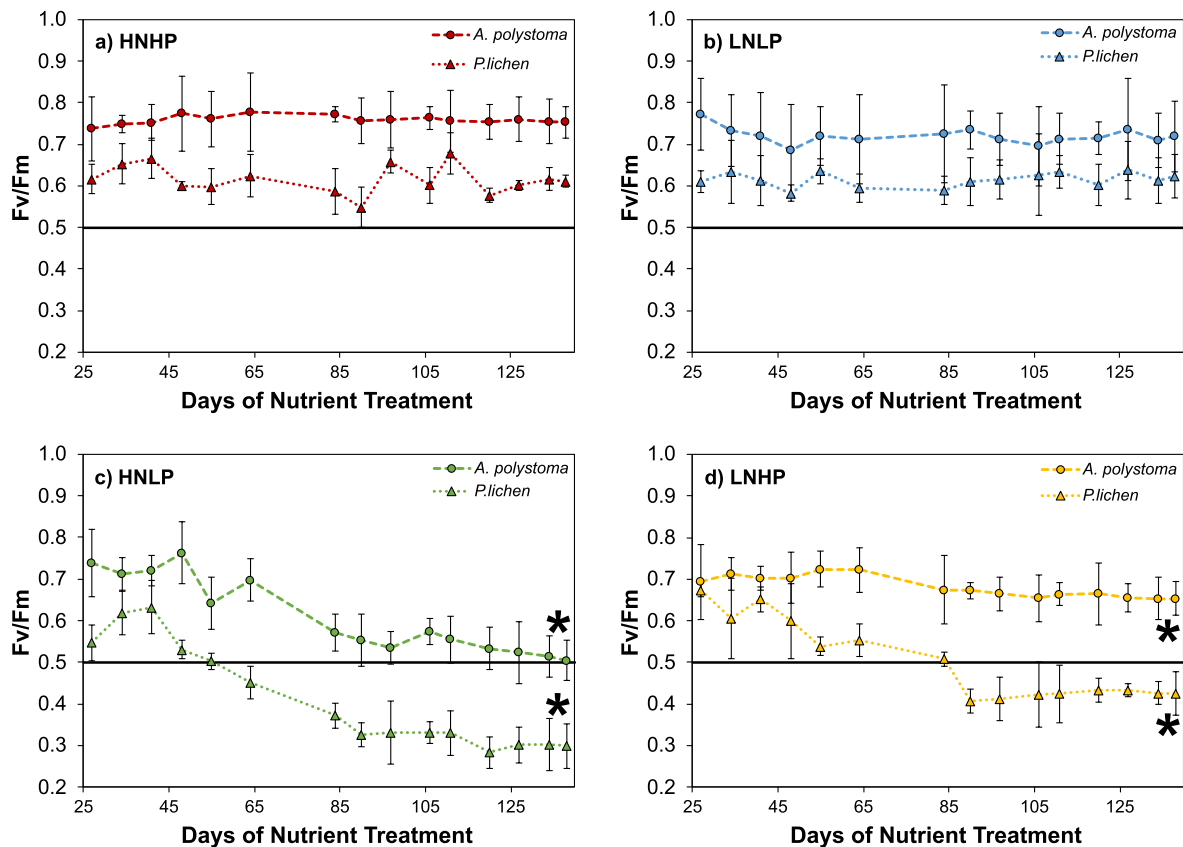 a) HNHP
A. polystoma
P.lichen
1.0
0.9
0.8
0.7
0.6
0.5
0.4
0.3
0.2
Fv/Fm
25 45 65 85 105 125
Days of Nutrient Treatment
b) LNLP
A. polystoma
P.lichen
1.0
0.9
0.8
0.7
0.6
0.5
0.4
0.3
0.2
Fv/Fm
25 45 65 85 105 125
Days of Nutrient Treatment
c) HNLP
A. polystoma
P.lichen
1.0
0.9
0.8
0.7
0.6
0.5
0.4
0.3
0.2
Fv/Fm
*
*
25 45 65 85 105 125
Days of Nutrient Treatment
d) LNHP
A. polystoma
P.lichen
1.0
0.9
0.8
0.7
0.6
0.5
0.4
0.3
0.2
Fv/Fm
*
*
25 45 65 85 105 125
Days of Nutrient Treatment